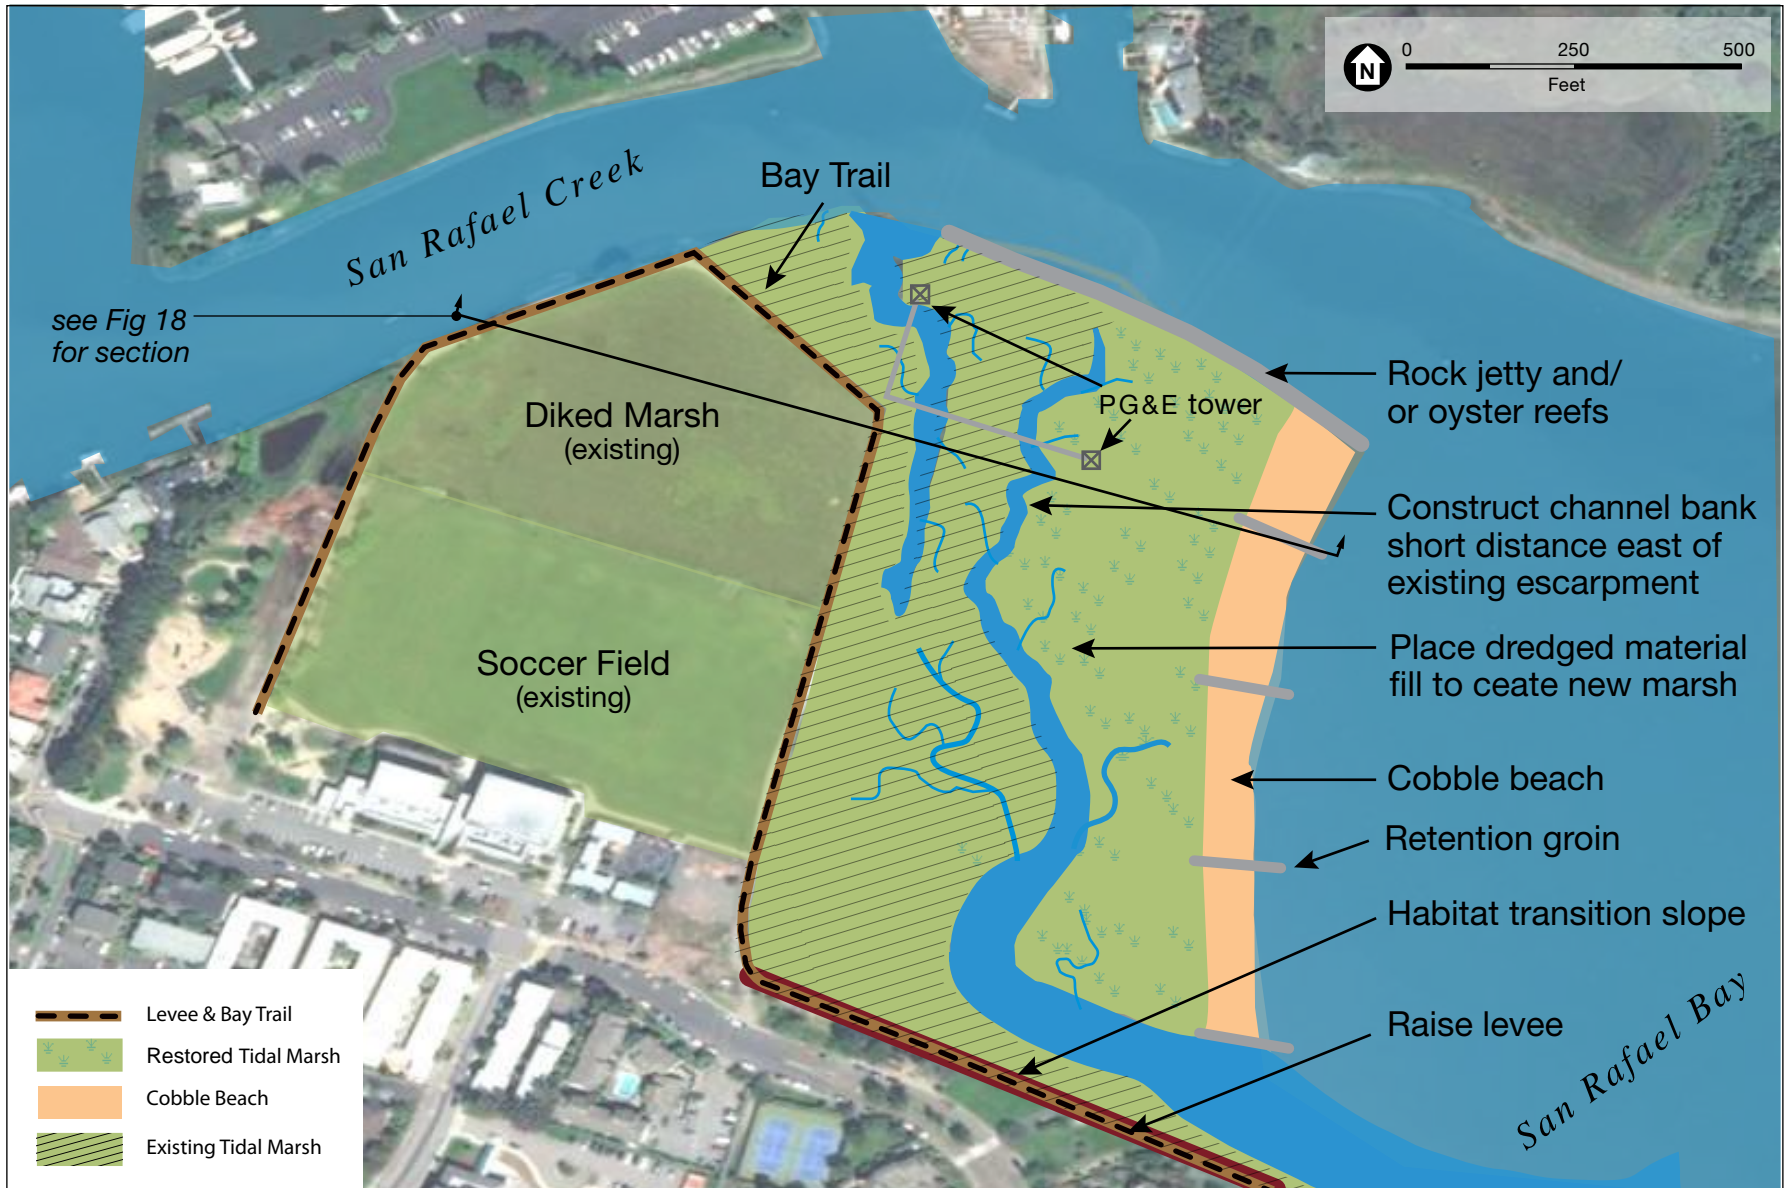 N
0 250 500
Feet
San Rafael Creek
Bay Trail
see Fig 18
for section
Diked Marsh
(existing)
PG&E tower
Rock jetty and/
or oyster reefs
Construct channel bank
short distance east of
existing escarpment
Soccer Field
(existing)
Place dredged material
fill to ceate new marsh
Cobble beach
Retention groin
Habitat transition slope
Raise levee
San Rafael Bay
Levee & Bay Trail
Restored Tidal Marsh
Cobble Beach
Existing Tidal Marsh